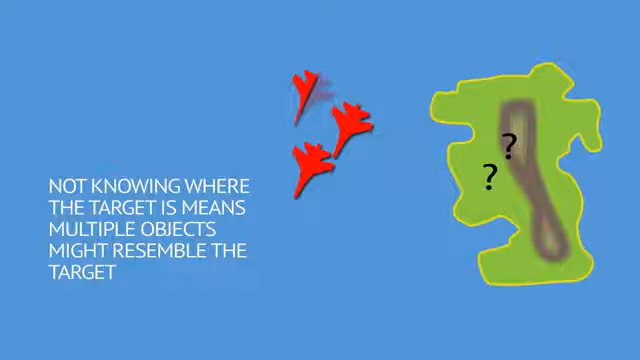 NOT KNOWING WHERE
THE TARGET IS MEANS
MULTIPLE OBJECTS
MIGHT RESEMBLE THE
TARGET
?
?